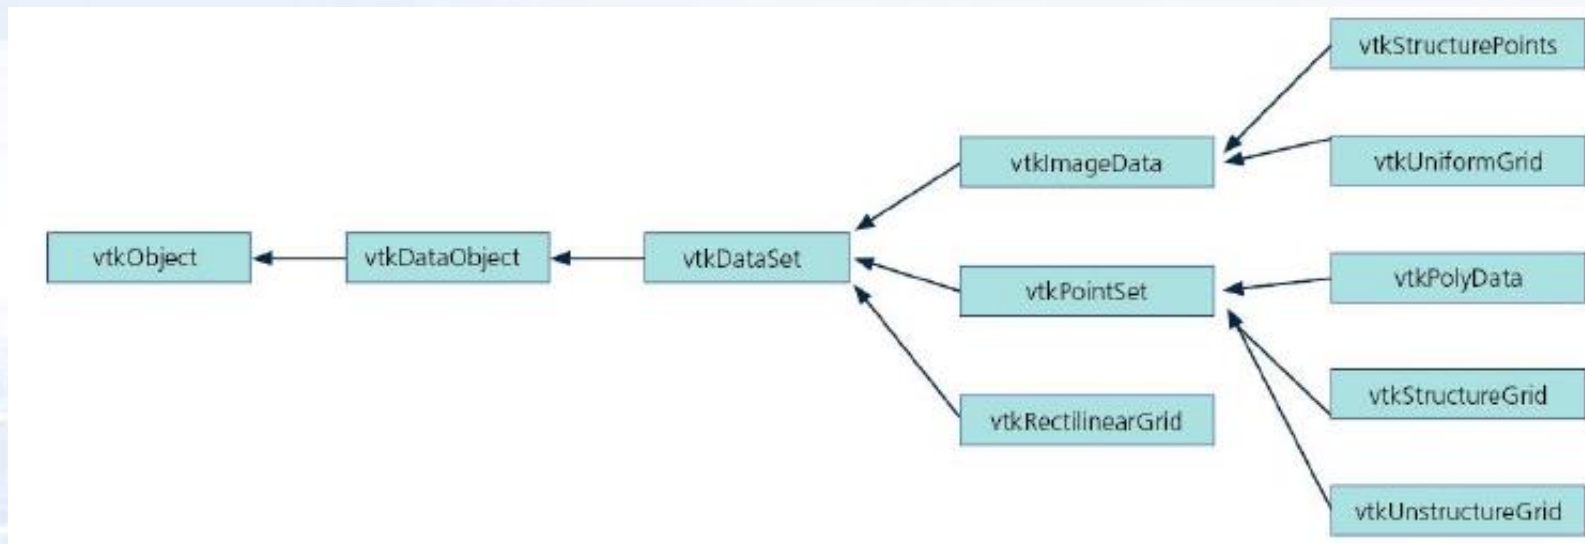 vtkStructurePoints
vtkImageData
vtkUniformGrid
vtkObject
vtkDataObject
vtkDataSet
vtkPolyData
vtkPointSet
vtkStructureGrid
vtkRectilinearGrid
vtkUnstructureGrid